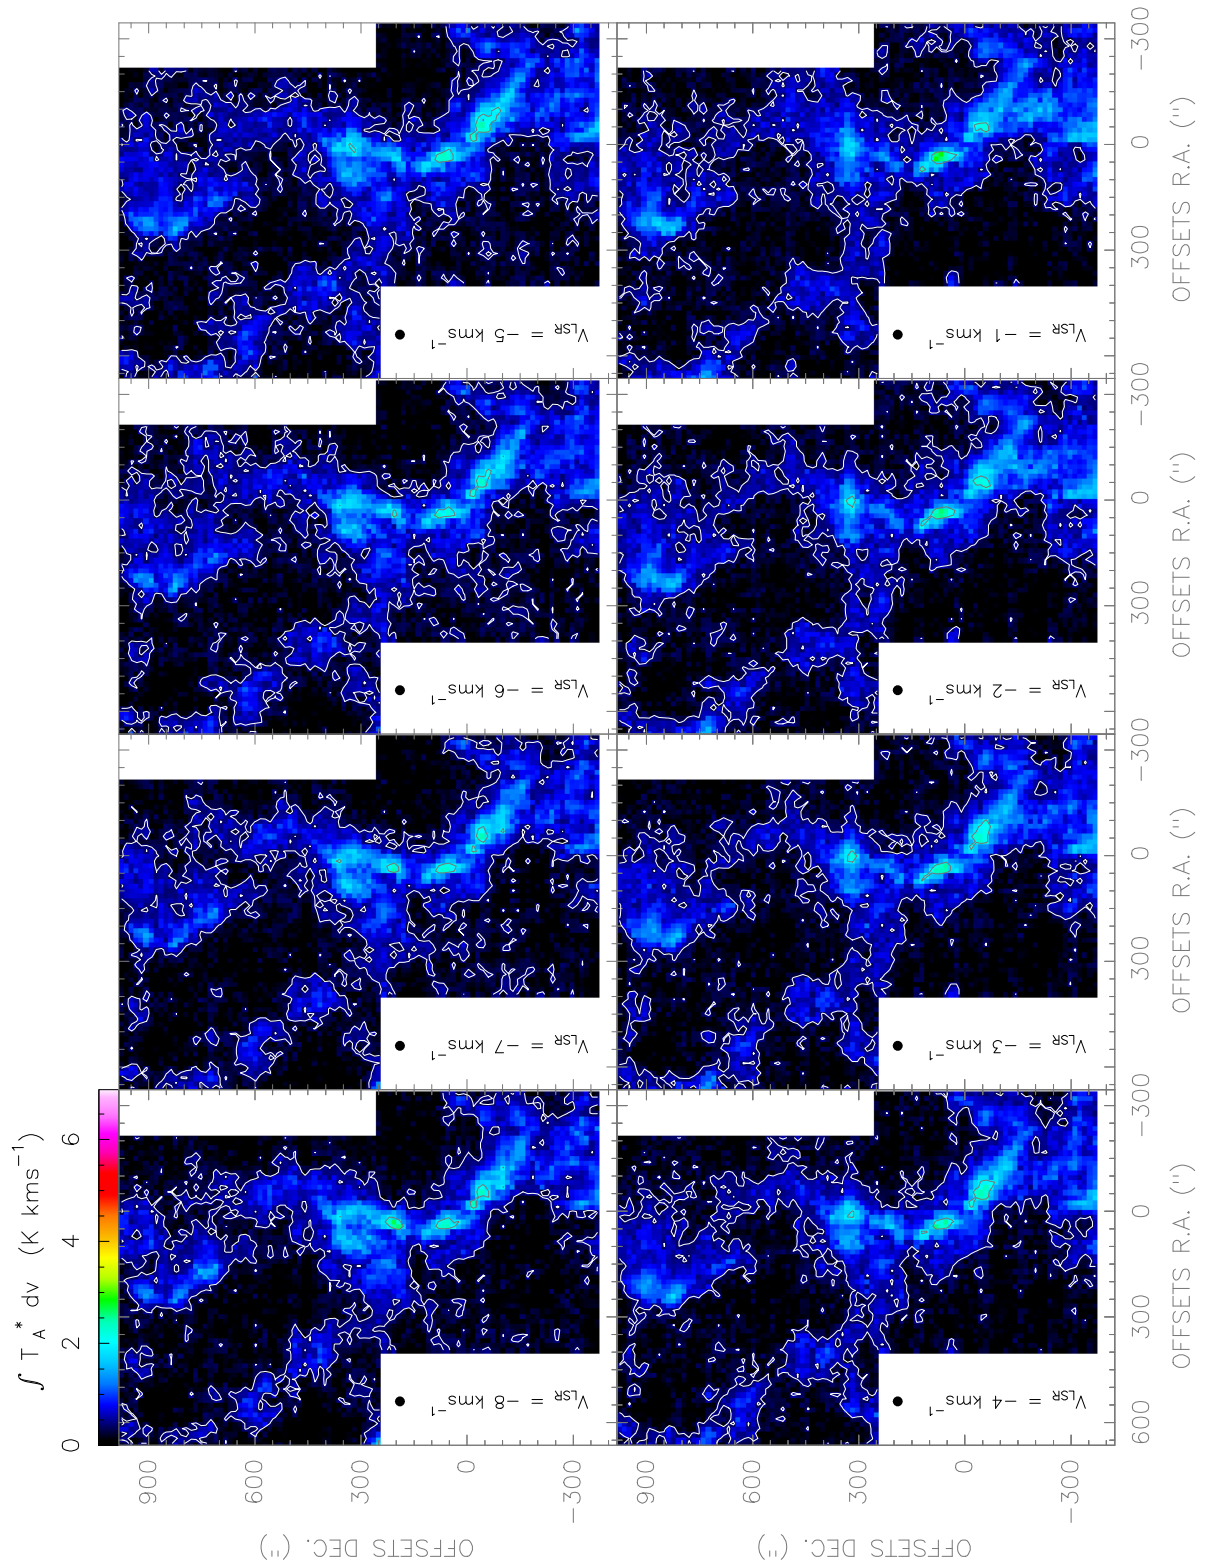 ∫ T_A^* dv (K kms⁻¹)
0 2 4 6
V_LSR = −8 kms⁻¹
V_LSR = −7 kms⁻¹
V_LSR = −6 kms⁻¹
V_LSR = −5 kms⁻¹
V_LSR = −4 kms⁻¹
V_LSR = −3 kms⁻¹
V_LSR = −2 kms⁻¹
V_LSR = −1 kms⁻¹
900 600 300 0 −300
OFFSETS DEC. (")
900 600 300 0 −300
OFFSETS DEC. (")
600 300 0 −300
OFFSETS R.A. (")
300 0 −300
OFFSETS R.A. (")
300 0 −300
OFFSETS R.A. (")
300 0 −300
OFFSETS R.A. (")